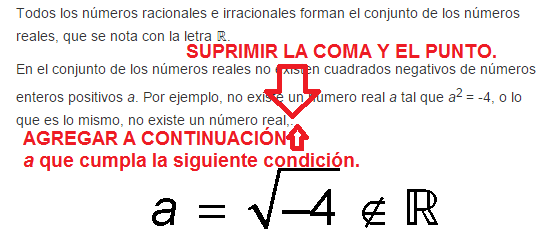 Todos los números racionales e irracionales forman el conjunto de los números
reales, que se nota con la letra ℝ.
SUPRIMIR LA COMA Y EL PUNTO.
En el conjunto de los números reales no existen cuadrados negativos de números
enteros positivos a. Por ejemplo, no existe un número real a tal que a² = -4, o lo
que es lo mismo, no existe un número real,.
AGREGAR A CONTINUACIÓN
a que cumpla la siguiente condición.
a = √−4 ∉ ℝ